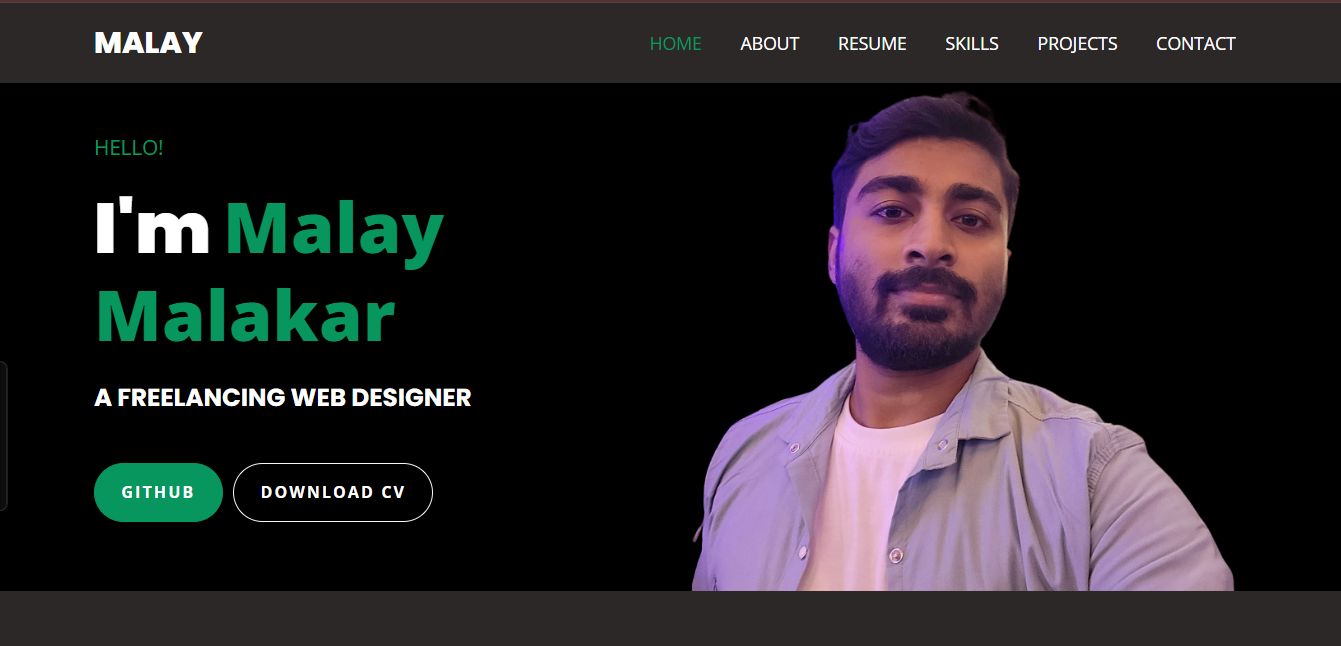 MALAY
HOME ABOUT RESUME SKILLS PROJECTS CONTACT
HELLO!
I'm Malay
Malakar
A FREELANCING WEB DESIGNER
GITHUB DOWNLOAD CV